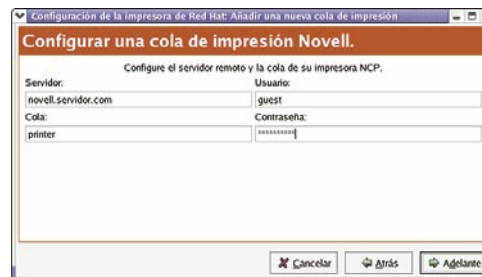 Configuración de la impresora de Red Hat: Añadir una nueva cola de impresión
Configurar una cola de impresión Novell.
Configure el servidor remoto y la cola de su impresora NCP.
Servidor: Usuario:
novell.servidor.com guest
Cola: Contraseña:
printer **********
Cancelar Atrás Adelante